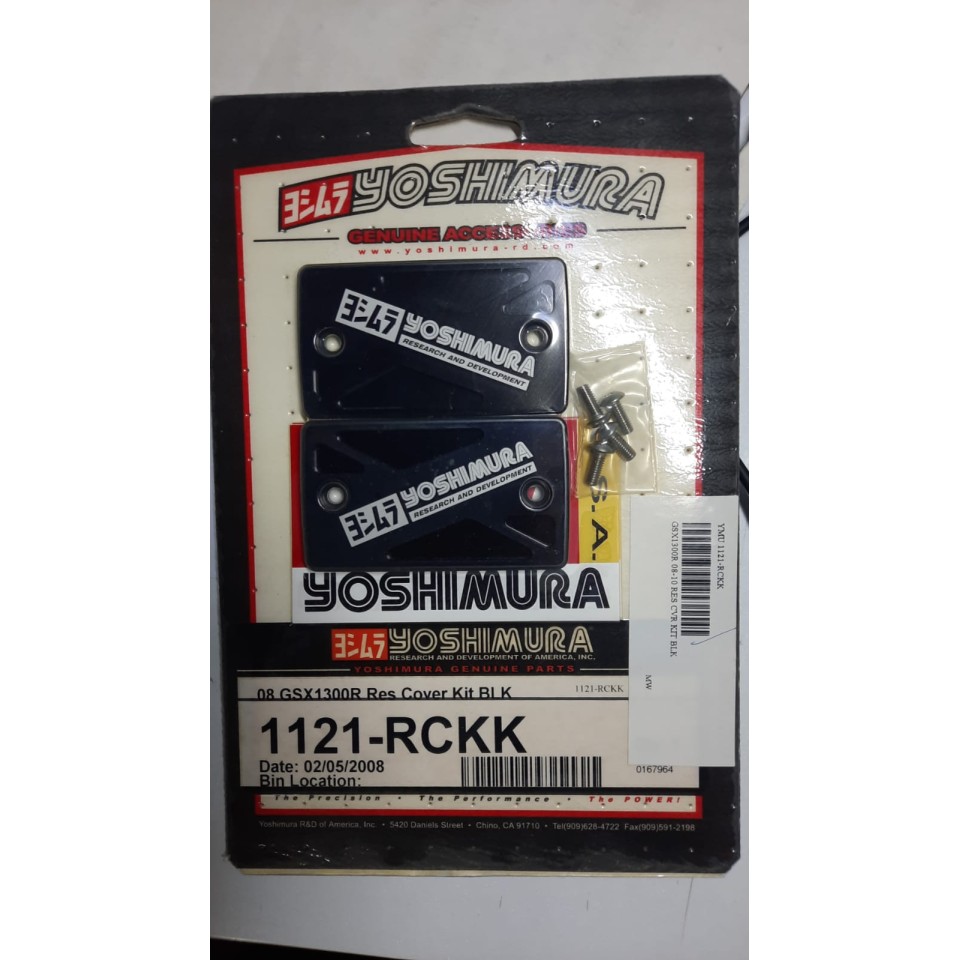 ヨシムラ YOSHIMURA
GENUINE ACCESSORIES
www.yoshimura-rd.com
ヨシムラ YOSHIMURA
RESEARCH AND DEVELOPMENT
ヨシムラ YOSHIMURA
RESEARCH AND DEVELOPMENT
S.A.
YOSHIMURA
YMU 1121-RCKK
GSX1300R 08-10 RES CVR KIT BLK
MW
ヨシムラ YOSHIMURA
RESEARCH AND DEVELOPMENT OF AMERICA, INC.
YOSHIMURA GENUINE PARTS
08 GSX1300R Res Cover Kit BLK 1121-RCKK
1121-RCKK
Date: 02/05/2008
Bin Location:
0167964
The Precision • The Performance • The POWER!
Yoshimura R&D of America, Inc. • 5420 Daniels Street • Chino, CA 91710 • Tel(909)628-4722 Fax(909)591-2198